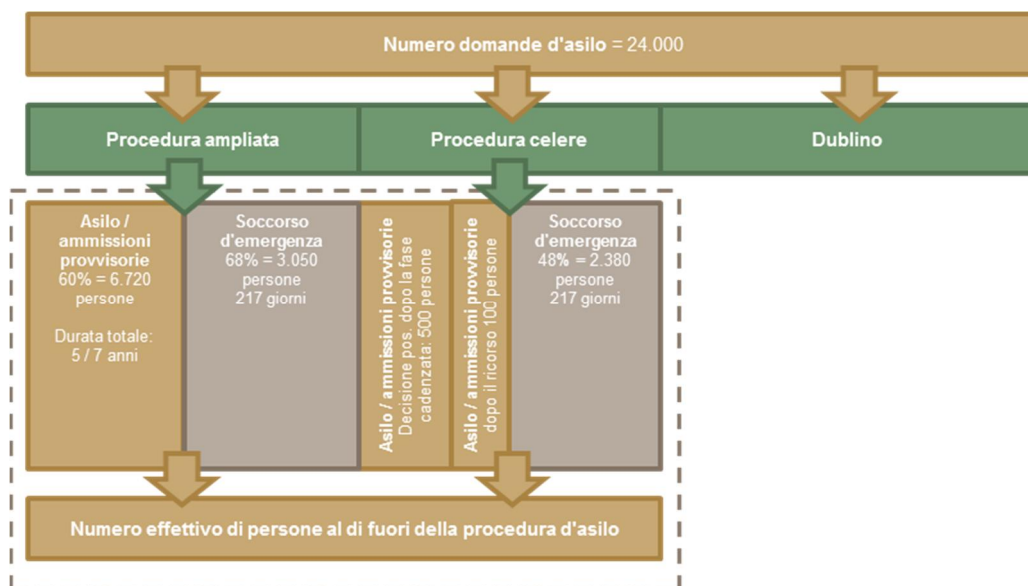 Numero domande d'asilo = 24.000
Procedura ampliata
Procedura celere
Dublino
Asilo /
ammissioni
provvisorie
60% = 6.720
persone
Durata totale:
5 / 7 anni
Soccorso
d'emergenza
68% = 3.050
persone
217 giorni
Asilo / ammissioni provvisorie
Decisione pos. dopo la fase
cadenzata: 500 persone
Asilo / ammissioni provvisorie
dopo il ricorso 100 persone
Soccorso
d'emergenza
48% = 2.380
persone
217 giorni
Numero effettivo di persone al di fuori della procedura d'asilo